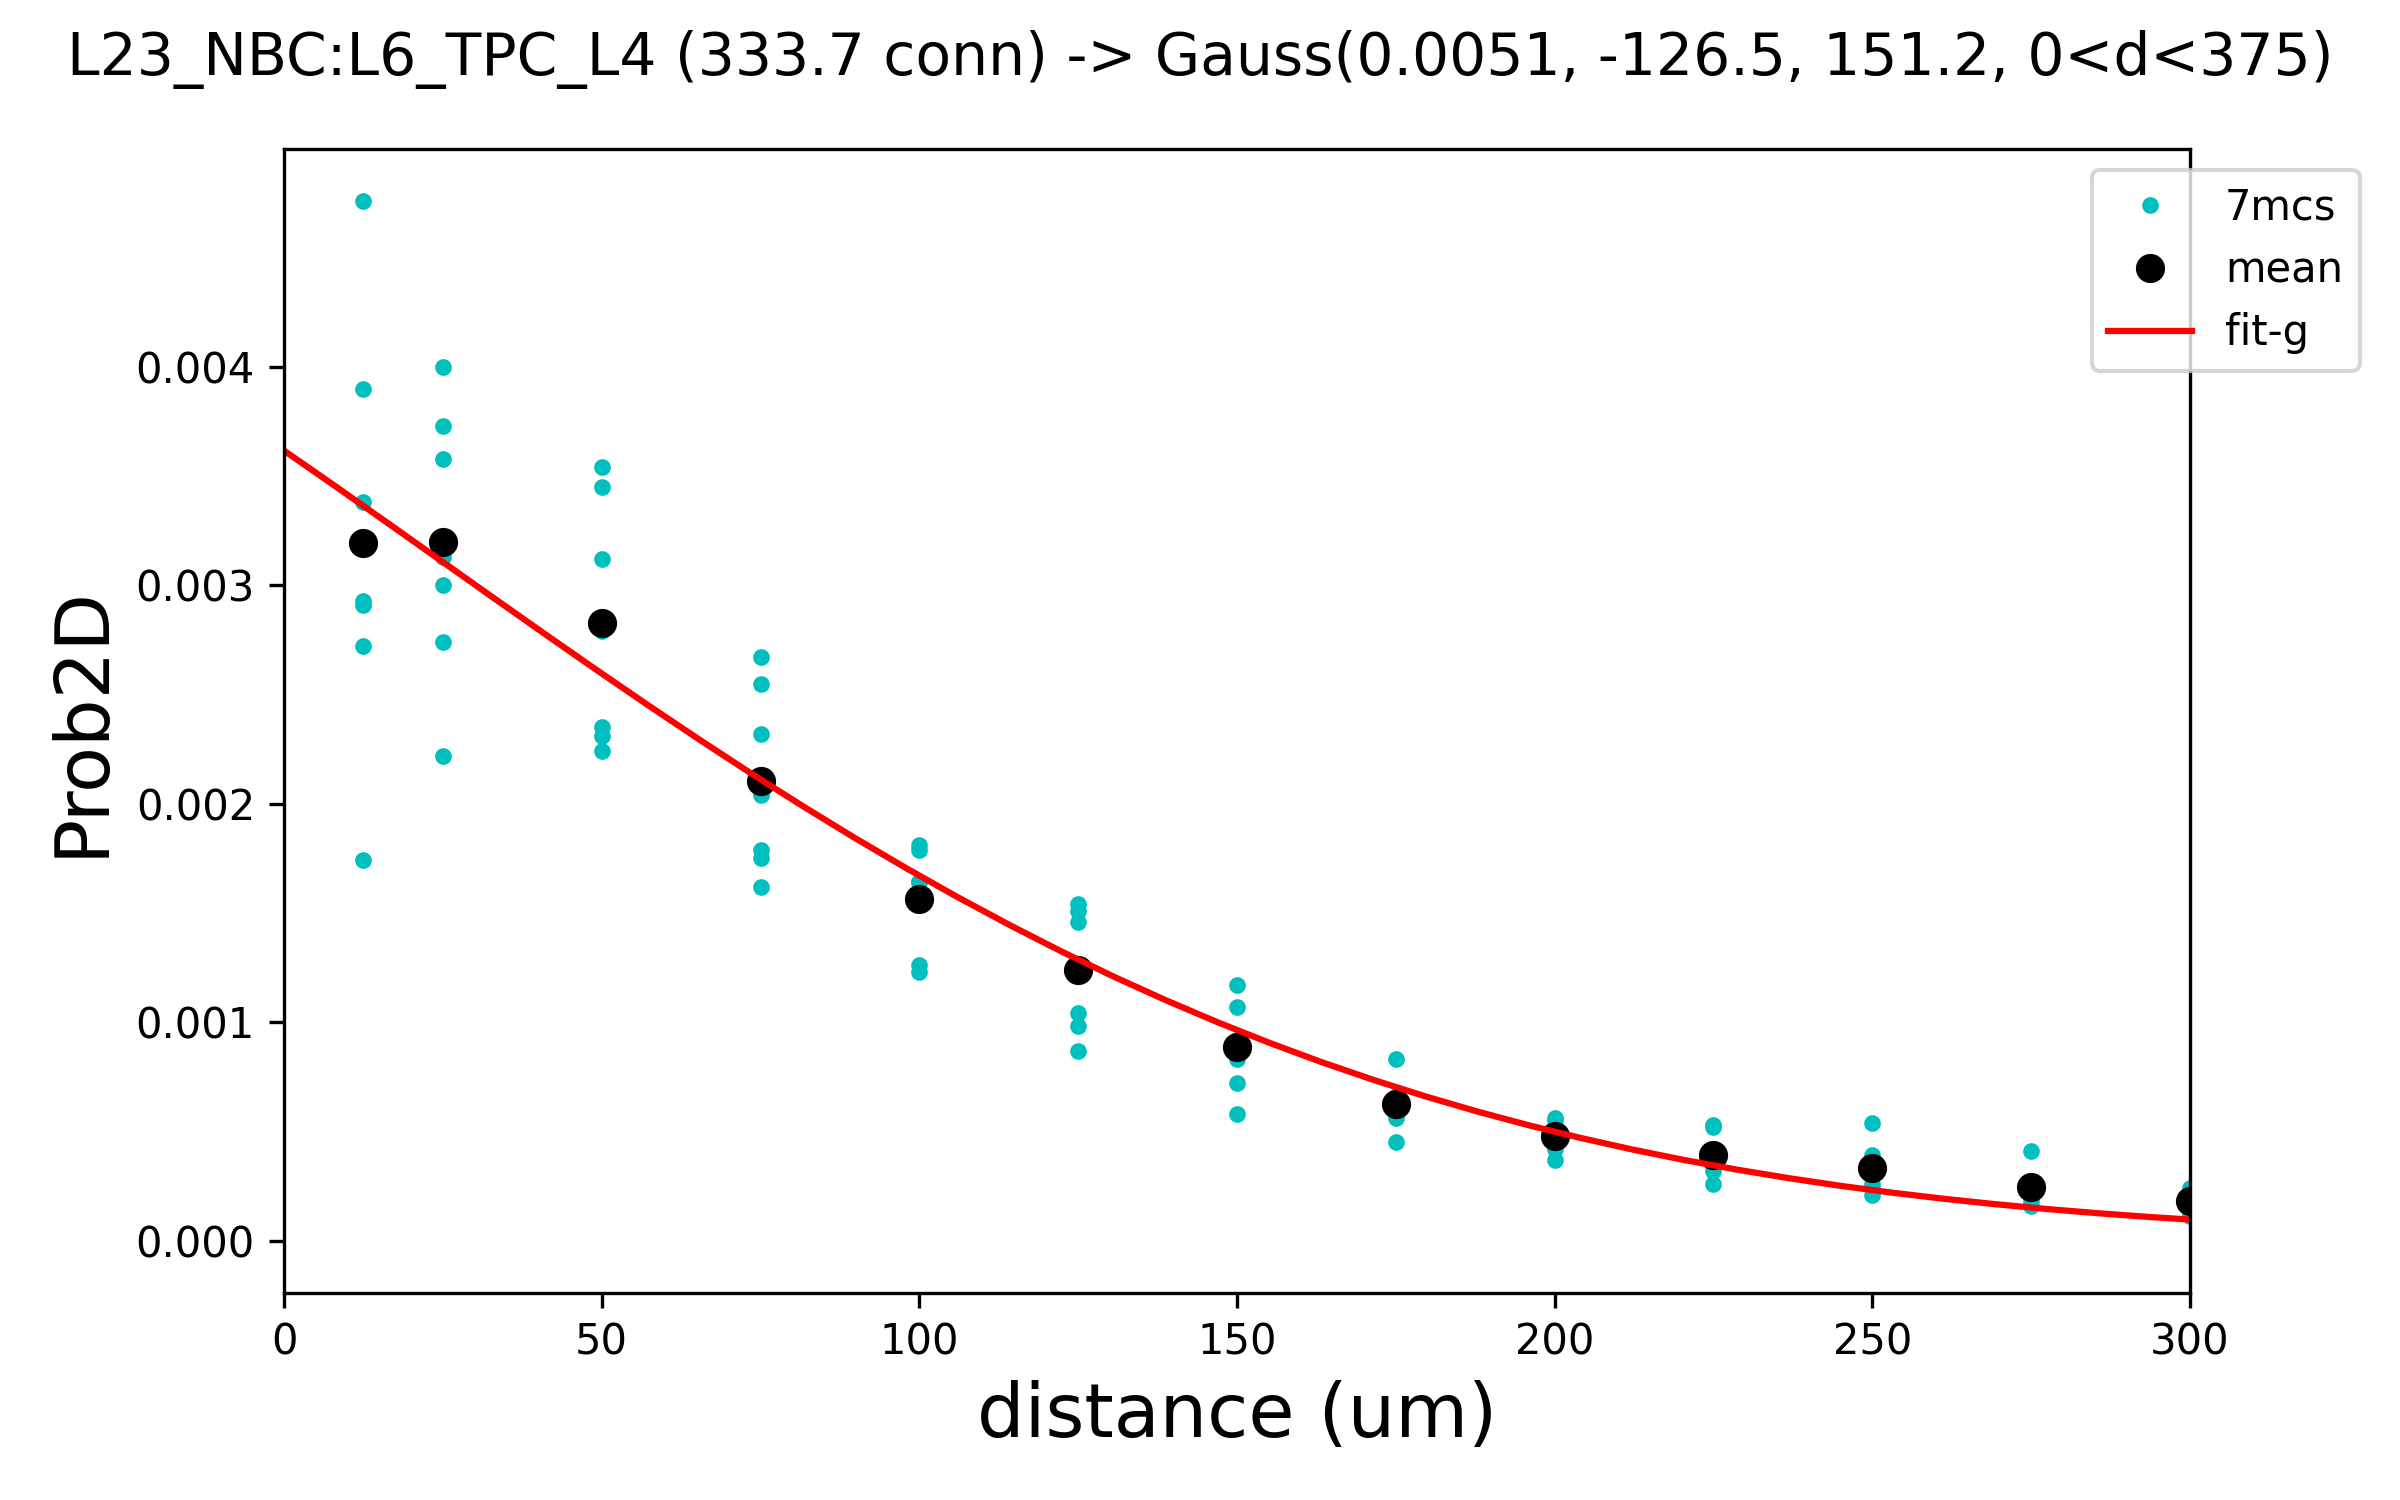 L23_NBC:L6_TPC_L4 (333.7 conn) -> Gauss(0.0051, -126.5, 151.2, 0<d<375)
7mcs
mean
fit-g
0.004
0.003
0.002
0.001
0.000
Prob2D
0 50 100 150 200 250 300
distance (um)